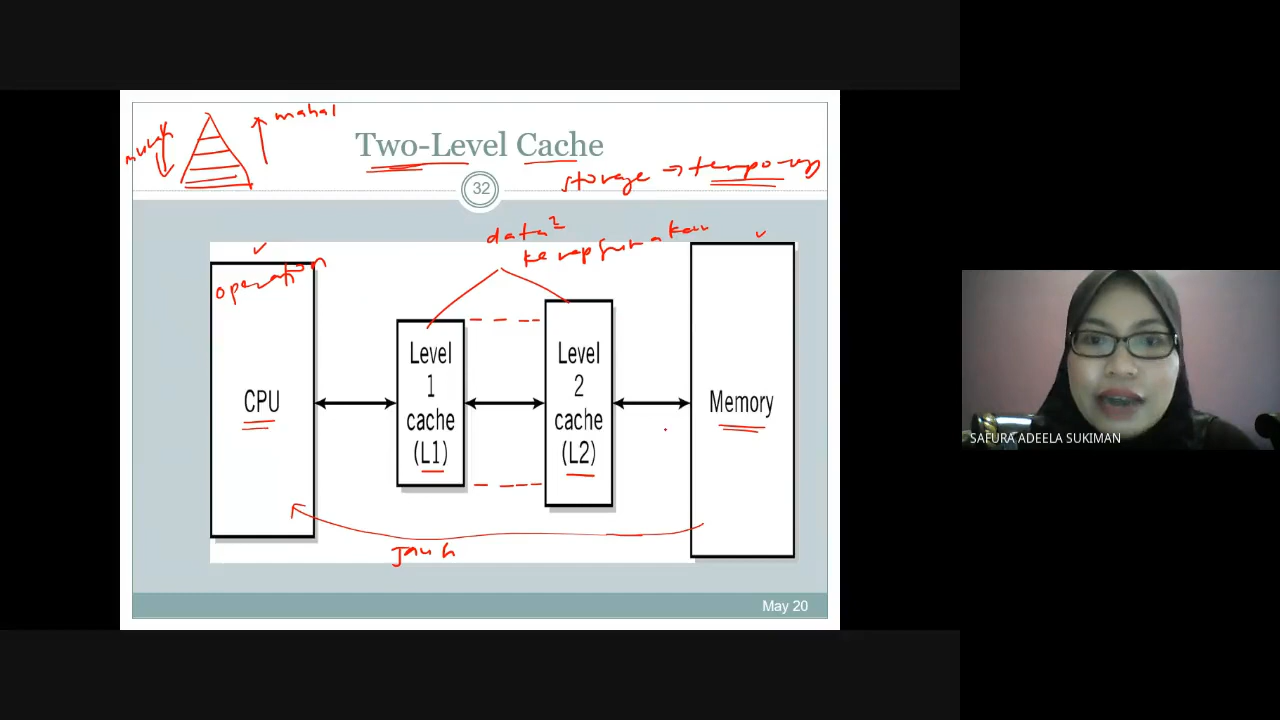 mahal
murah
Two-Level Cache
storage → temporary
32
data²
kerap gunakan
operation
CPU
Level
1
cache
(L1)
Level
2
cache
(L2)
Memory
Jauh
SAFURA ADEELA SUKIMAN
May 20